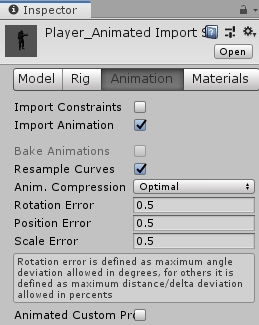 Inspector
Player_Animated Import S
Open
Model Rig Animation Materials
Import Constraints
Import Animation
Bake Animations
Resample Curves
Anim. Compression Optimal
Rotation Error 0.5
Position Error 0.5
Scale Error 0.5
Rotation error is defined as maximum angle
deviation allowed in degrees, for others it is
defined as maximum distance/delta deviation
allowed in percents
Animated Custom Pro